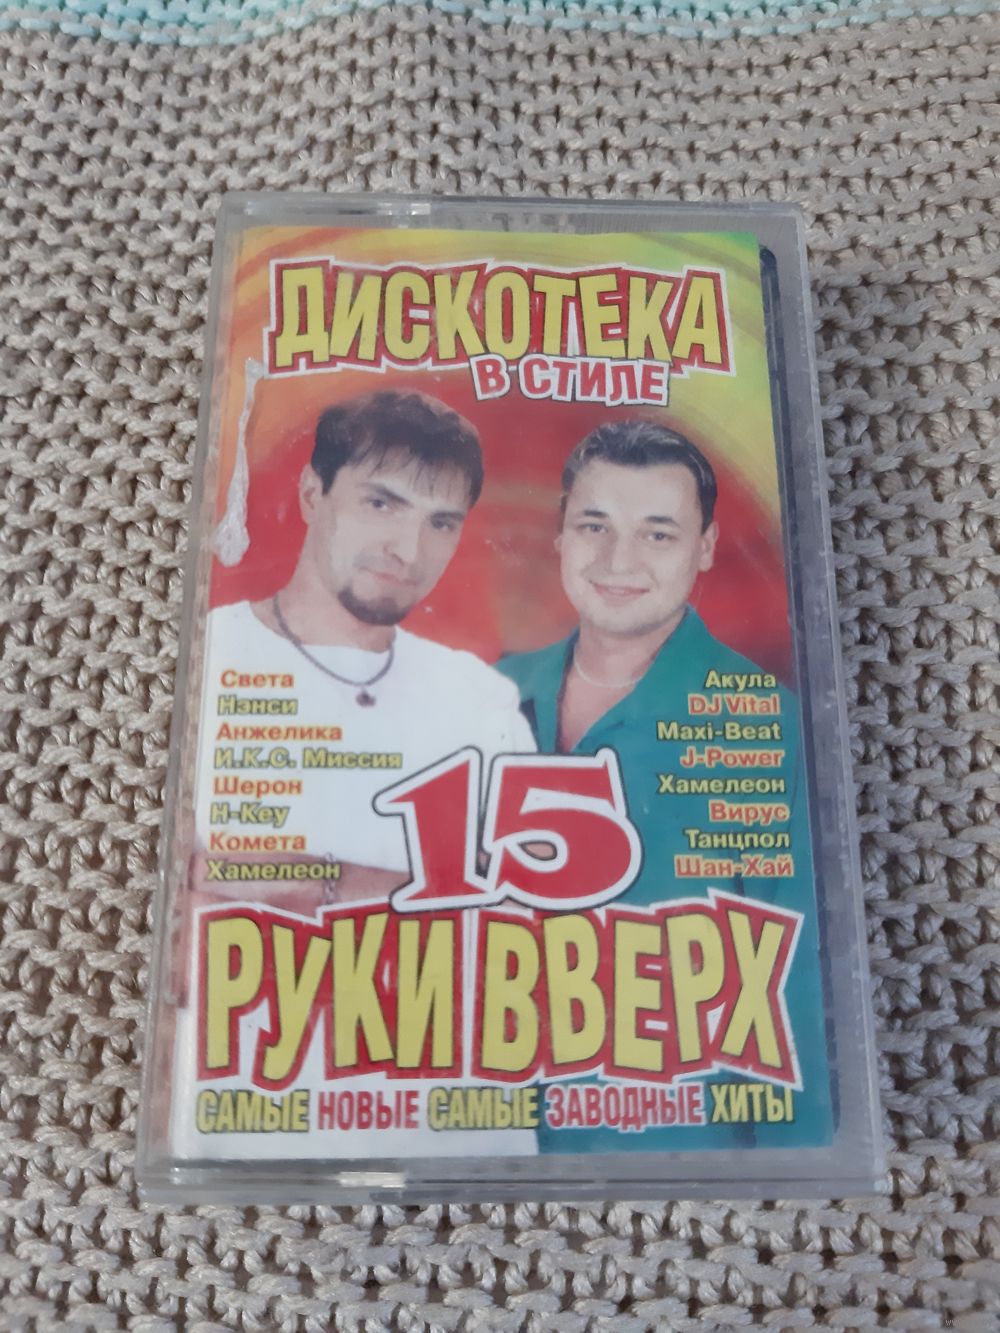 ДИСКОТЕКА
В СТИЛЕ
Света
Нэнси
Анжелика
И.К.С. Миссия
Шерон
H-Key
Комета
Хамелеон
Акула
DJ Vital
Maxi-Beat
J-Power
Хамелеон
Вирус
Танцпол
Шан-Хай
15
РУКИ ВВЕРХ
САМЫЕ НОВЫЕ САМЫЕ ЗАВОДНЫЕ ХИТЫ